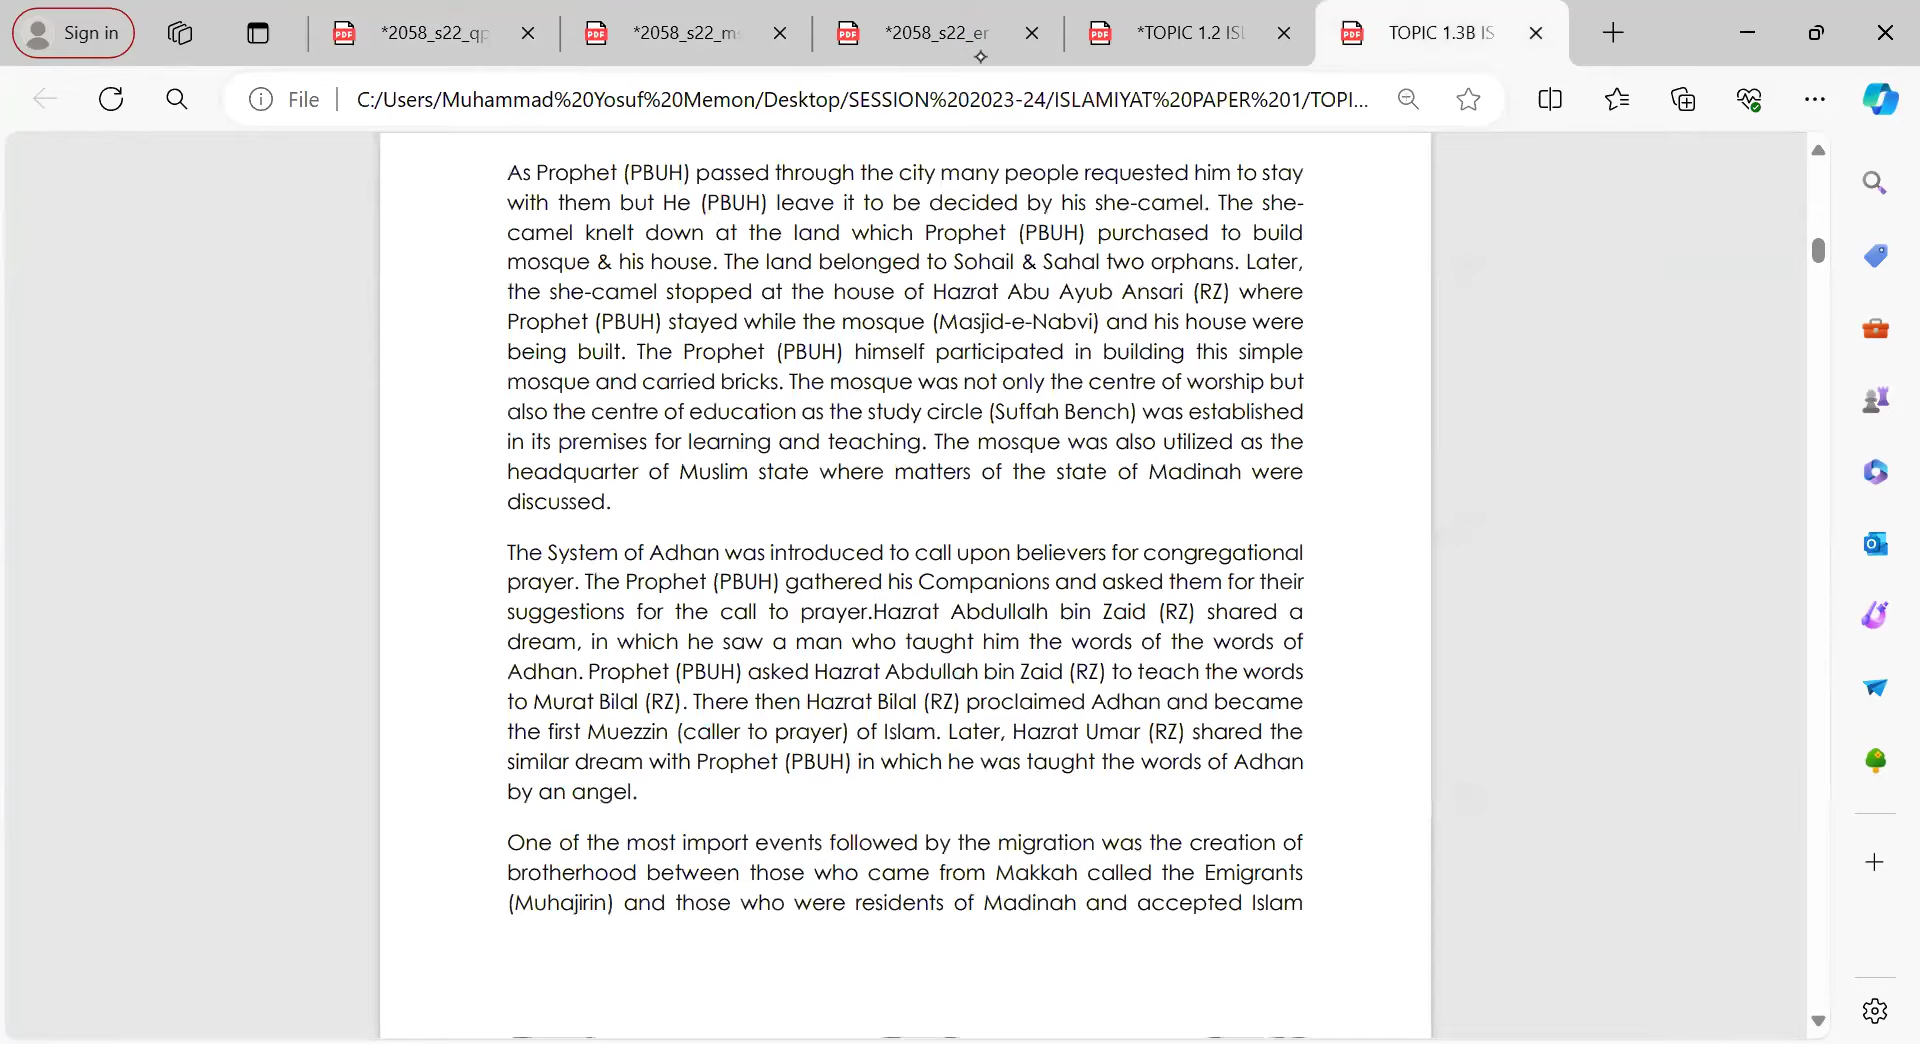 Sign in
*2058_s22_qp
*2058_s22_m
*2058_s22_er
*TOPIC 1.2 ISL
TOPIC 1.3B IS
File
C:/Users/Muhammad%20Yosuf%20Memon/Desktop/SESSION%202023-24/ISLAMIYAT%20PAPER%201/TOPI...
As Prophet (PBUH) passed through the city many people requested him to stay
with them but He (PBUH) leave it to be decided by his she-camel. The she-
camel knelt down at the land which Prophet (PBUH) purchased to build
mosque & his house. The land belonged to Sohail & Sahal two orphans. Later,
the she-camel stopped at the house of Hazrat Abu Ayub Ansari (RZ) where
Prophet (PBUH) stayed while the mosque (Masjid-e-Nabvi) and his house were
being built. The Prophet (PBUH) himself participated in building this simple
mosque and carried bricks. The mosque was not only the centre of worship but
also the centre of education as the study circle (Suffah Bench) was established
in its premises for learning and teaching. The mosque was also utilized as the
headquarter of Muslim state where matters of the state of Madinah were
discussed.
The System of Adhan was introduced to call upon believers for congregational
prayer. The Prophet (PBUH) gathered his Companions and asked them for their
suggestions for the call to prayer.Hazrat Abdullalh bin Zaid (RZ) shared a
dream, in which he saw a man who taught him the words of the words of
Adhan. Prophet (PBUH) asked Hazrat Abdullah bin Zaid (RZ) to teach the words
to Murat Bilal (RZ). There then Hazrat Bilal (RZ) proclaimed Adhan and became
the first Muezzin (caller to prayer) of Islam. Later, Hazrat Umar (RZ) shared the
similar dream with Prophet (PBUH) in which he was taught the words of Adhan
by an angel.
One of the most import events followed by the migration was the creation of
brotherhood between those who came from Makkah called the Emigrants
(Muhajirin) and those who were residents of Madinah and accepted Islam